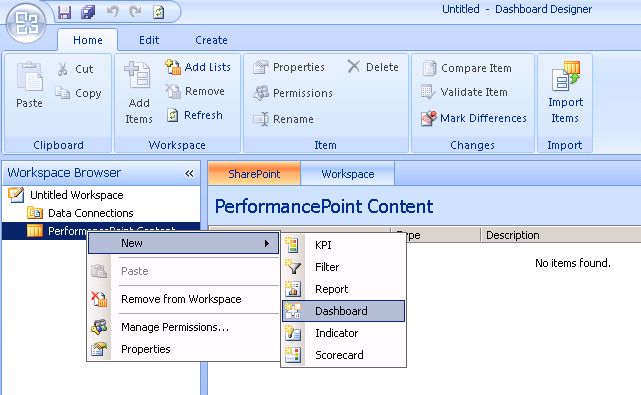 Untitled - Dashboard Designer
Home Edit Create
Paste
Cut
Copy
Clipboard
Add Items
Add Lists
Remove
Refresh
Workspace
Properties
Permissions
Rename
Delete
Item
Compare Item
Validate Item
Mark Differences
Changes
Import Items
Import
Workspace Browser
Untitled Workspace
Data Connections
PerformancePoint Content
SharePoint Workspace
PerformancePoint Content
Type Description
No items found.
New
Paste
Remove from Workspace
Manage Permissions...
Properties
KPI
Filter
Report
Dashboard
Indicator
Scorecard